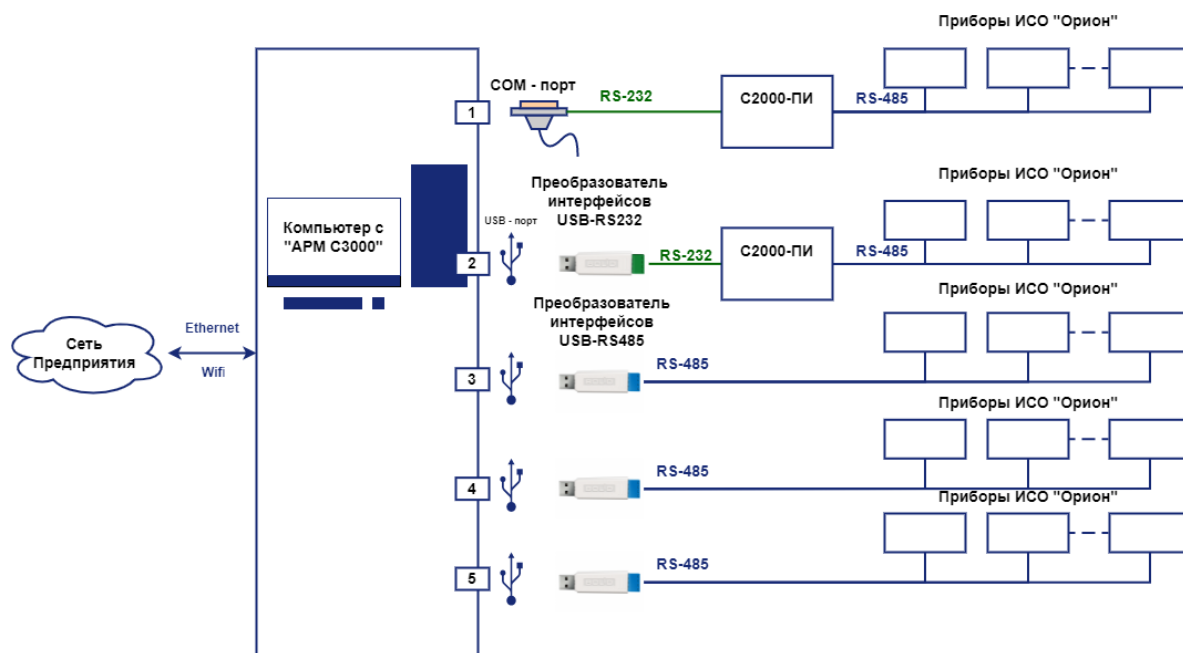 Приборы ИСО "Орион"
COM - порт
1
RS-232
С2000-ПИ
RS-485
Преобразователь
интерфейсов
USB-RS232
Приборы ИСО "Орион"
Компьютер с
"АРМ С3000"
USB - порт
2
RS-232
С2000-ПИ
RS-485
Преобразователь
интерфейсов
USB-RS485
Приборы ИСО "Орион"
Сеть
Предприятия
Ethernet
Wifi
3
RS-485
Приборы ИСО "Орион"
4
RS-485
Приборы ИСО "Орион"
5
RS-485